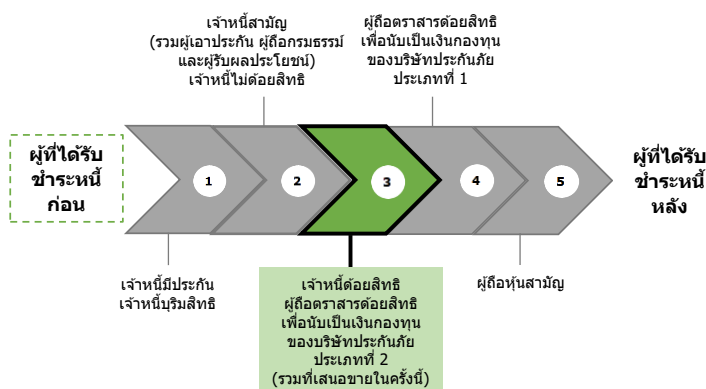 เจ้าหนี้สามัญ
(รวมผู้เอาประกัน ผู้ถือกรมธรรม์
และผู้รับผลประโยชน์)
เจ้าหนี้ไม่ด้อยสิทธิ
ผู้ถือตราสารด้อยสิทธิ
เพื่อนับเป็นเงินกองทุน
ของบริษัทประกันภัย
ประเภทที่ 1
ผู้ที่ได้รับ
ชำระหนี้
ก่อน
1
2
3
4
5
ผู้ที่ได้รับ
ชำระหนี้
หลัง
เจ้าหนี้มีประกัน
เจ้าหนี้บุริมสิทธิ
เจ้าหนี้ด้อยสิทธิ
ผู้ถือตราสารด้อยสิทธิ
เพื่อนับเป็นเงินกองทุน
ของบริษัทประกันภัย
ประเภทที่ 2
(รวมที่เสนอขายในครั้งนี้)
ผู้ถือหุ้นสามัญ